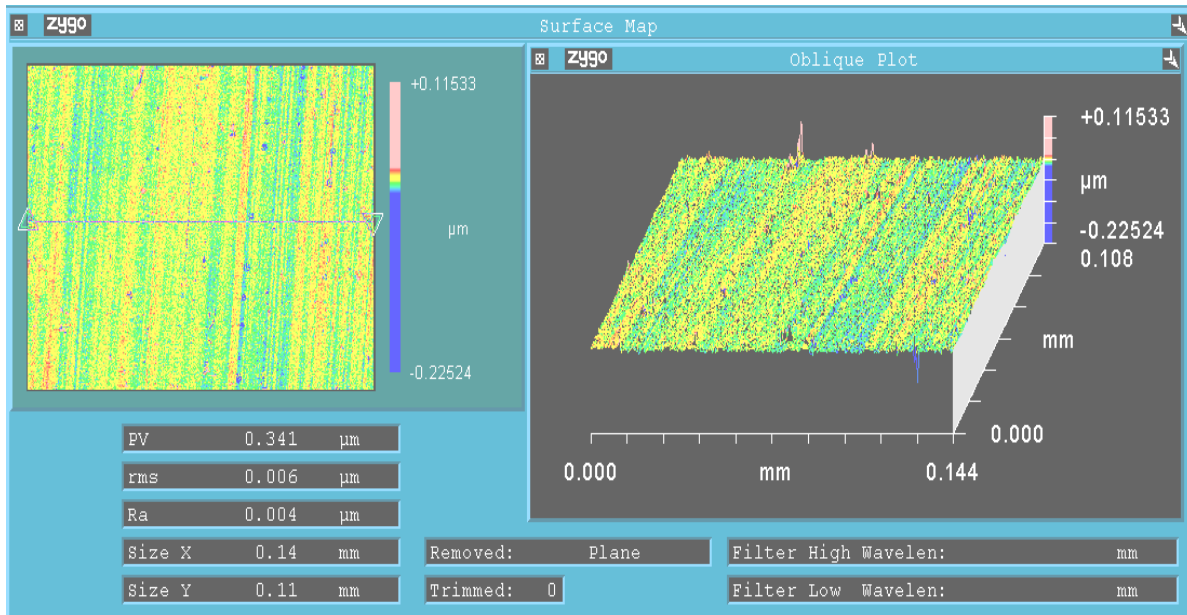 zygo
Surface Map
+0.11533
µm
-0.22524
zygo
Oblique Plot
+0.11533
µm
-0.22524
0.108
mm
0.000
0.000 mm 0.144
PV 0.341 µm
rms 0.006 µm
Ra 0.004 µm
Size X 0.14 mm
Size Y 0.11 mm
Removed: Plane
Trimmed: 0
Filter High Wavelen: mm
Filter Low Wavelen: mm